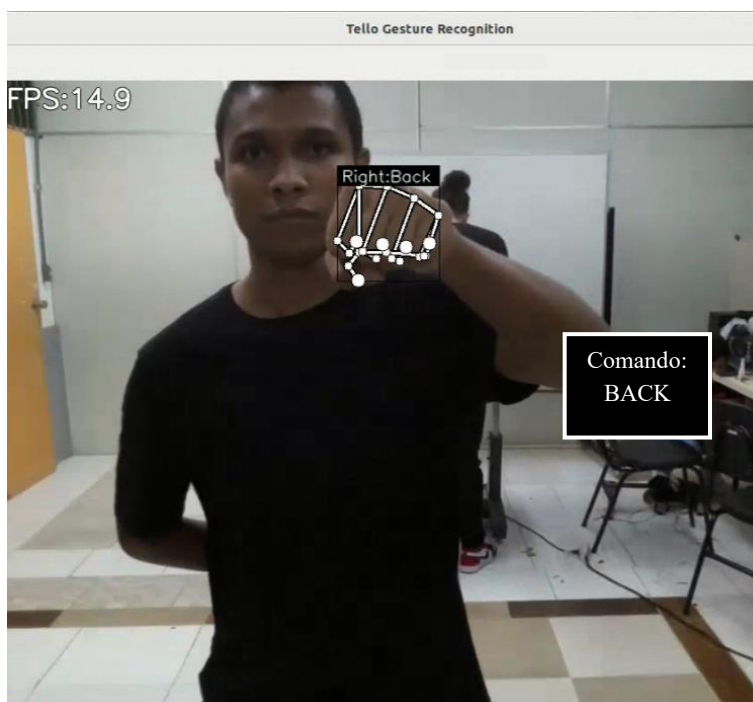 Tello Gesture Recognition
FPS:14.9
Right:Back
Comando:
BACK